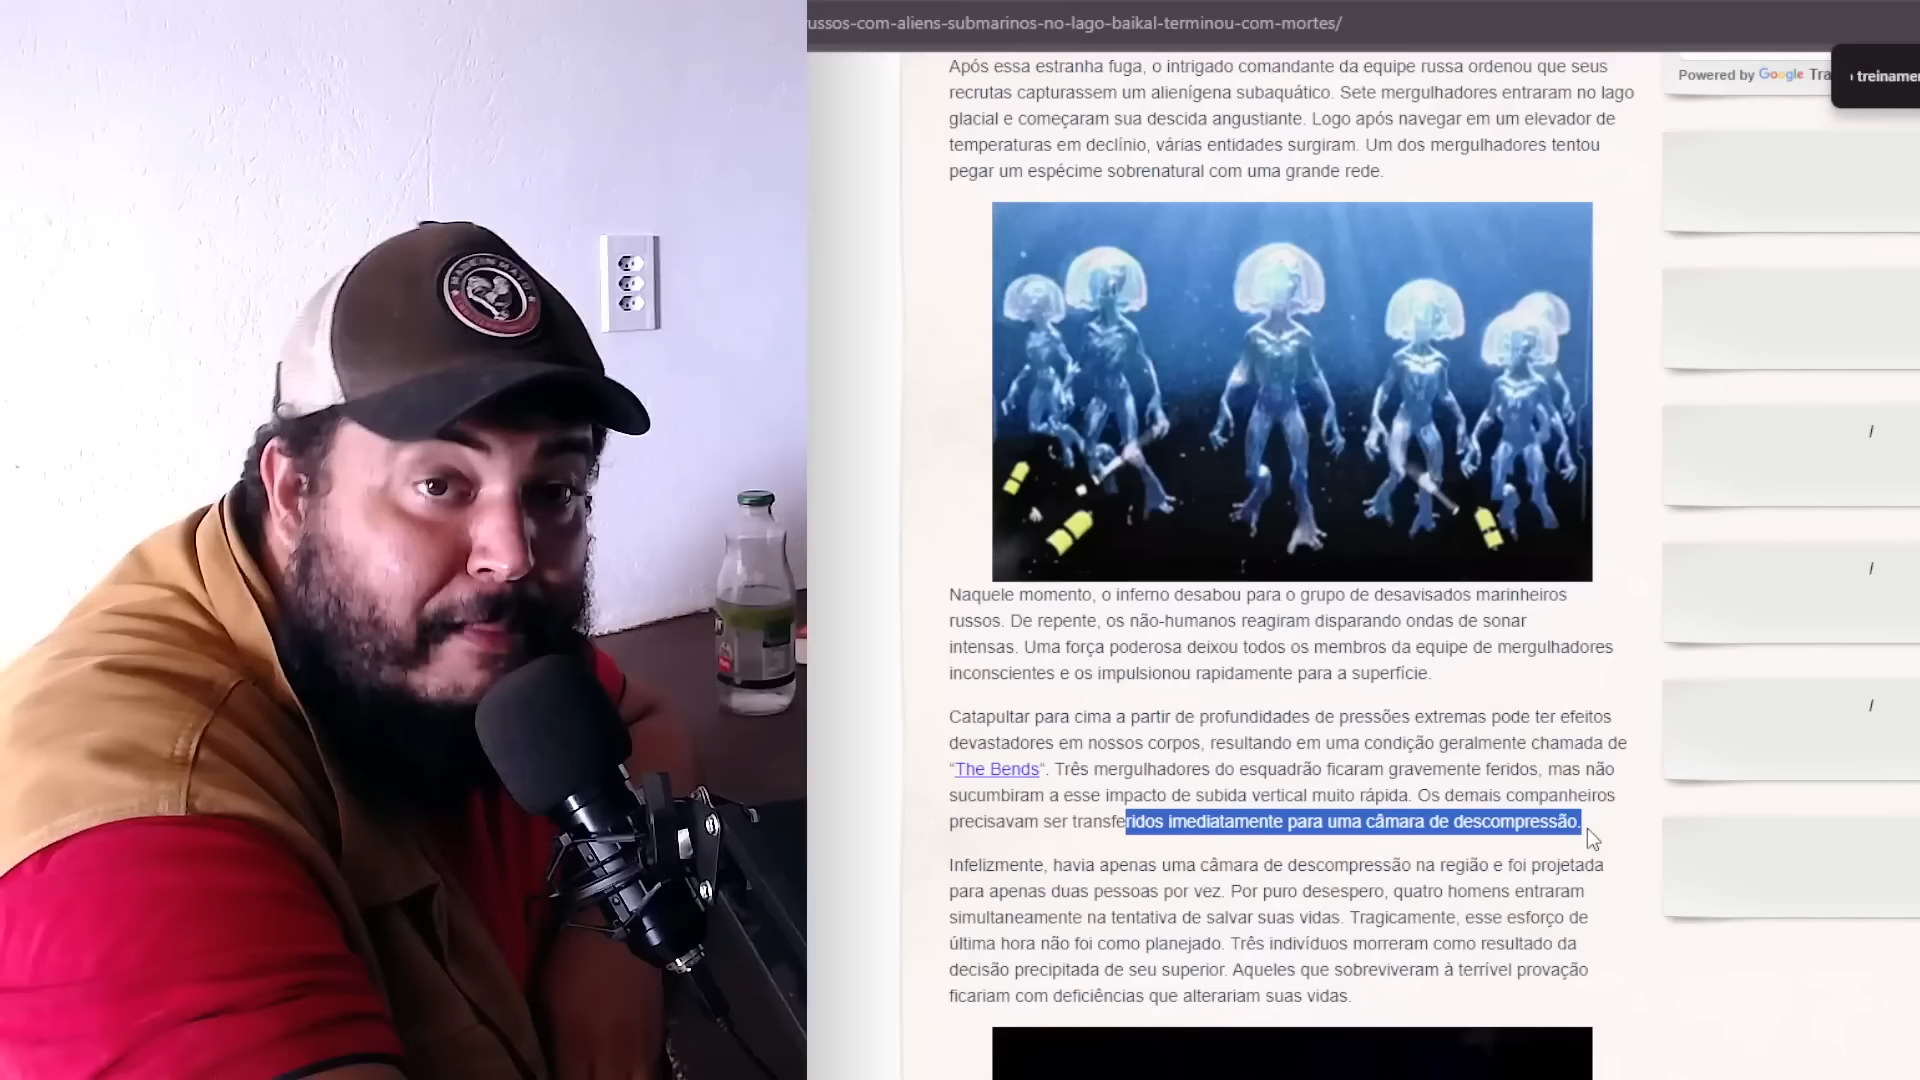 ussos-com-aliens-submarinos-no-lago-baikal-terminou-com-mortes/
Após essa estranha fuga, o intrigado comandante da equipe russa ordenou que seus
recrutas capturassem um alienígena subaquático. Sete mergulhadores entraram no lago
glacial e começaram sua descida angustiante. Logo após navegar em um elevador de
temperaturas em declínio, várias entidades surgiram. Um dos mergulhadores tentou
pegar um espécime sobrenatural com uma grande rede.
Powered by Google Tra
treiname
MADE IN MATO
Naquele momento, o inferno desabou para o grupo de desavisados marinheiros
russos. De repente, os não-humanos reagiram disparando ondas de sonar
intensas. Uma força poderosa deixou todos os membros da equipe de mergulhadores
inconscientes e os impulsionou rapidamente para a superfície.
Catapultar para cima a partir de profundidades de pressões extremas pode ter efeitos
devastadores em nossos corpos, resultando em uma condição geralmente chamada de
“The Bends“. Três mergulhadores do esquadrão ficaram gravemente feridos, mas não
sucumbiram a esse impacto de subida vertical muito rápida. Os demais companheiros
precisavam ser transferidos imediatamente para uma câmara de descompressão.
Infelizmente, havia apenas uma câmara de descompressão na região e foi projetada
para apenas duas pessoas por vez. Por puro desespero, quatro homens entraram
simultaneamente na tentativa de salvar suas vidas. Tragicamente, esse esforço de
última hora não foi como planejado. Três indivíduos morreram como resultado da
decisão precipitada de seu superior. Aqueles que sobreviveram à terrível provação
ficariam com deficiências que alterariam suas vidas.
/
/
/